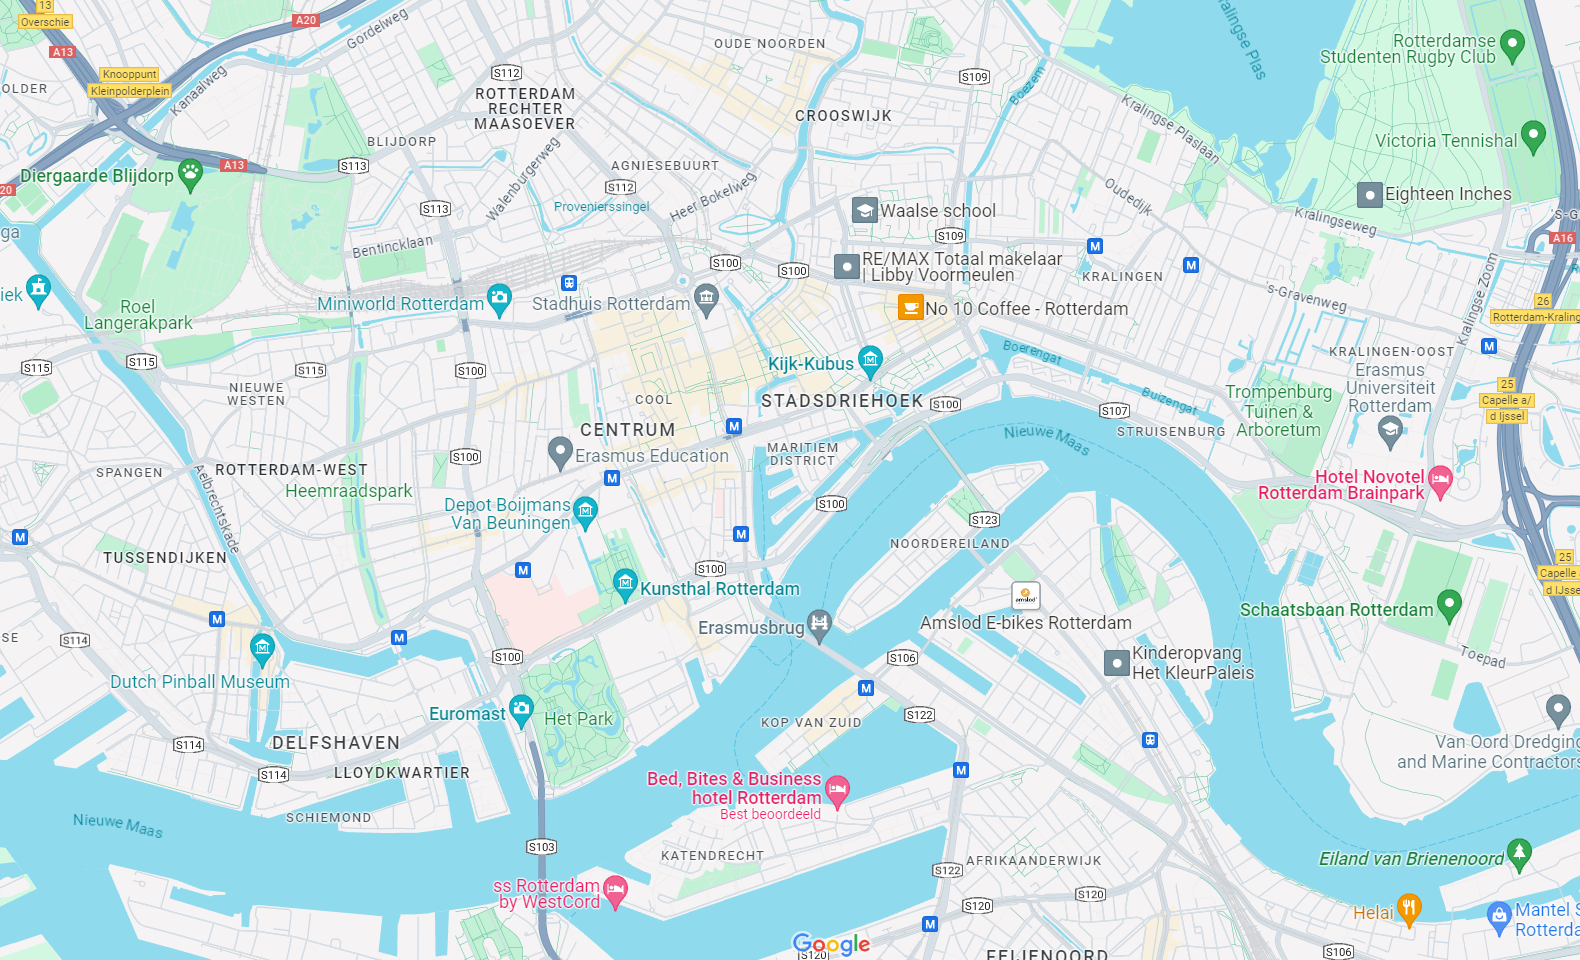 13
Overschie
A20
Gordelweg
A13
Knooppunt
Kleinpolderplein
Kanaalweg
OLDER
OUDE NOORDEN
S112
ROTTERDAM
RECHTER
MAASOEVER
S109
Boezem
Kralingse Plas
Rotterdamse
Studenten Rugby Club
CROOSWIJK
Kralingse Plaslaan
BLIJDORP
Victoria Tennishal
A13
S113
AGNIESEBUURT
Walenburgerweg
Diergaarde Blijdorp
20
S112
Heer Bokelweg
Oudedijk
Eighteen Inches
S113
Provenierssingel
Waalse school
Kralingseweg
'S-G
ga
Bentincklaan
S109
A16
S100
S100
RE/MAX Totaal makelaar
| Libby Voormeulen
KRALINGEN
Kralingse Zoom
iek
Roel
Langerakpark
Miniworld Rotterdam
Stadhuis Rotterdam
No 10 Coffee - Rotterdam
s-Gravenweg
26
Rotterdam-Kraling
S115
S115
S115
S100
Kijk-Kubus
Boerengat
KRALINGEN-OOST
Erasmus
Universiteit
Rotterdam
25
Capelle a/
d Ijssel
NIEUWE
WESTEN
COOL
STADSDRIEHOEK
S100
Buizengat
S107
Trompenburg
Tuinen &
Arboretum
CENTRUM
Nieuwe Maas
STRUISENBURG
S100
Erasmus Education
MARITIEM
DISTRICT
SPANGEN
ROTTERDAM-WEST
Aelbrechtskade
Heemraadspark
Hotel Novotel
Rotterdam Brainpark
Depot Boijmans
Van Beuningen
S100
S123
NOORDEREILAND
TUSSENDIJKEN
S100
25
Capelle a
d IJsse
Kunsthal Rotterdam
amslod
Amslod E-bikes Rotterdam
Schaatsbaan Rotterdam
Erasmusbrug
SE
S114
S100
S106
Kinderopvang
Het KleurPaleis
Toepad
Dutch Pinball Museum
Euromast
Het Park
KOP VAN ZUID
S122
Van Oord Dredging
and Marine Contractors
S114
DELFSHAVEN
S114
LLOYDKWARTIER
Bed, Bites & Business
hotel Rotterdam
Best beoordeeld
Nieuwe Maas
SCHIEMOND
S103
KATENDRECHT
S122
AFRIKAANDERWIJK
Eiland van Brienenoord
ss Rotterdam
by WestCord
S120
S120
Helai
Mantel S
Rotterda
Google
S120
FEIJENOORD
S106